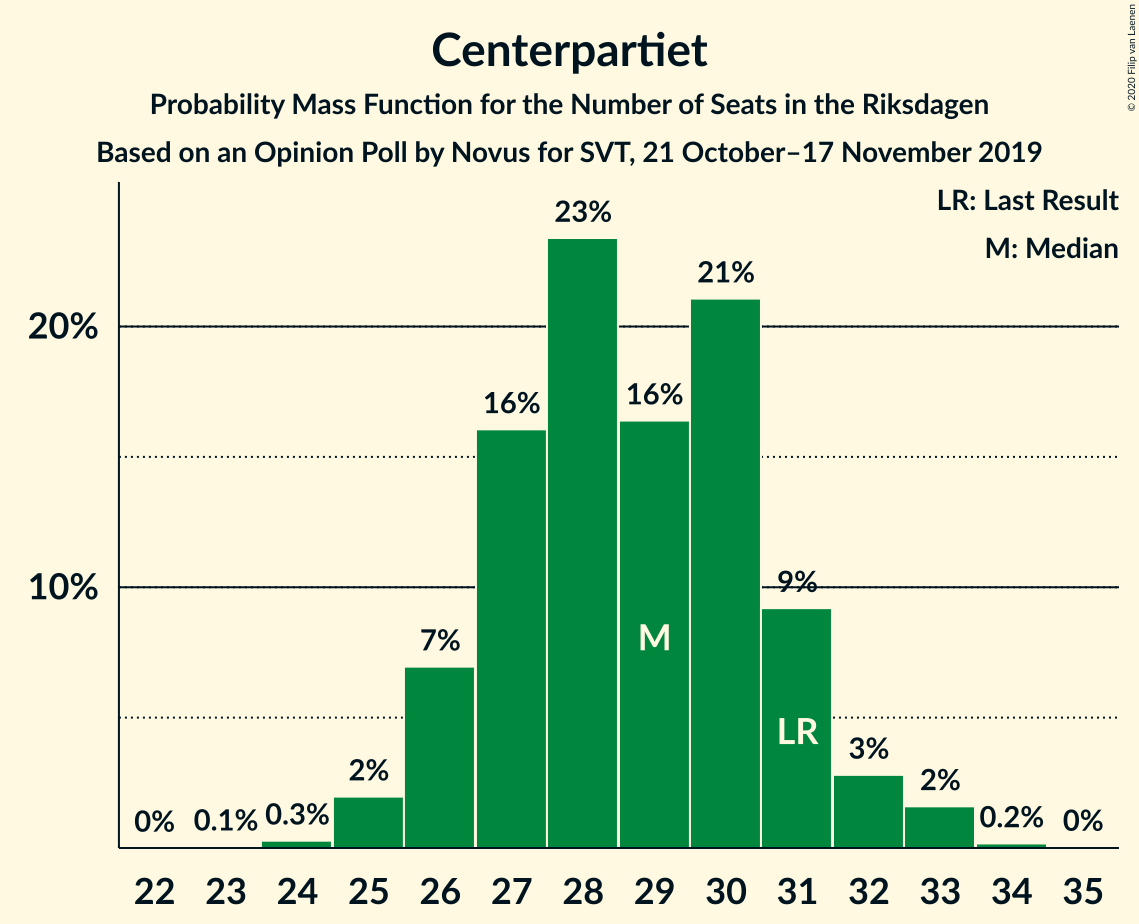 Centerpartiet
Probability Mass Function for the Number of Seats in the Riksdagen
Based on an Opinion Poll by Novus for SVT, 21 October–17 November 2019
© 2020 Filip van Laenen
LR: Last Result
M: Median
20%
10%
0%
0.1%
0.3%
2%
7%
16%
23%
16%
21%
9%
3%
2%
0.2%
0%
M
LR
22 23 24 25 26 27 28 29 30 31 32 33 34 35